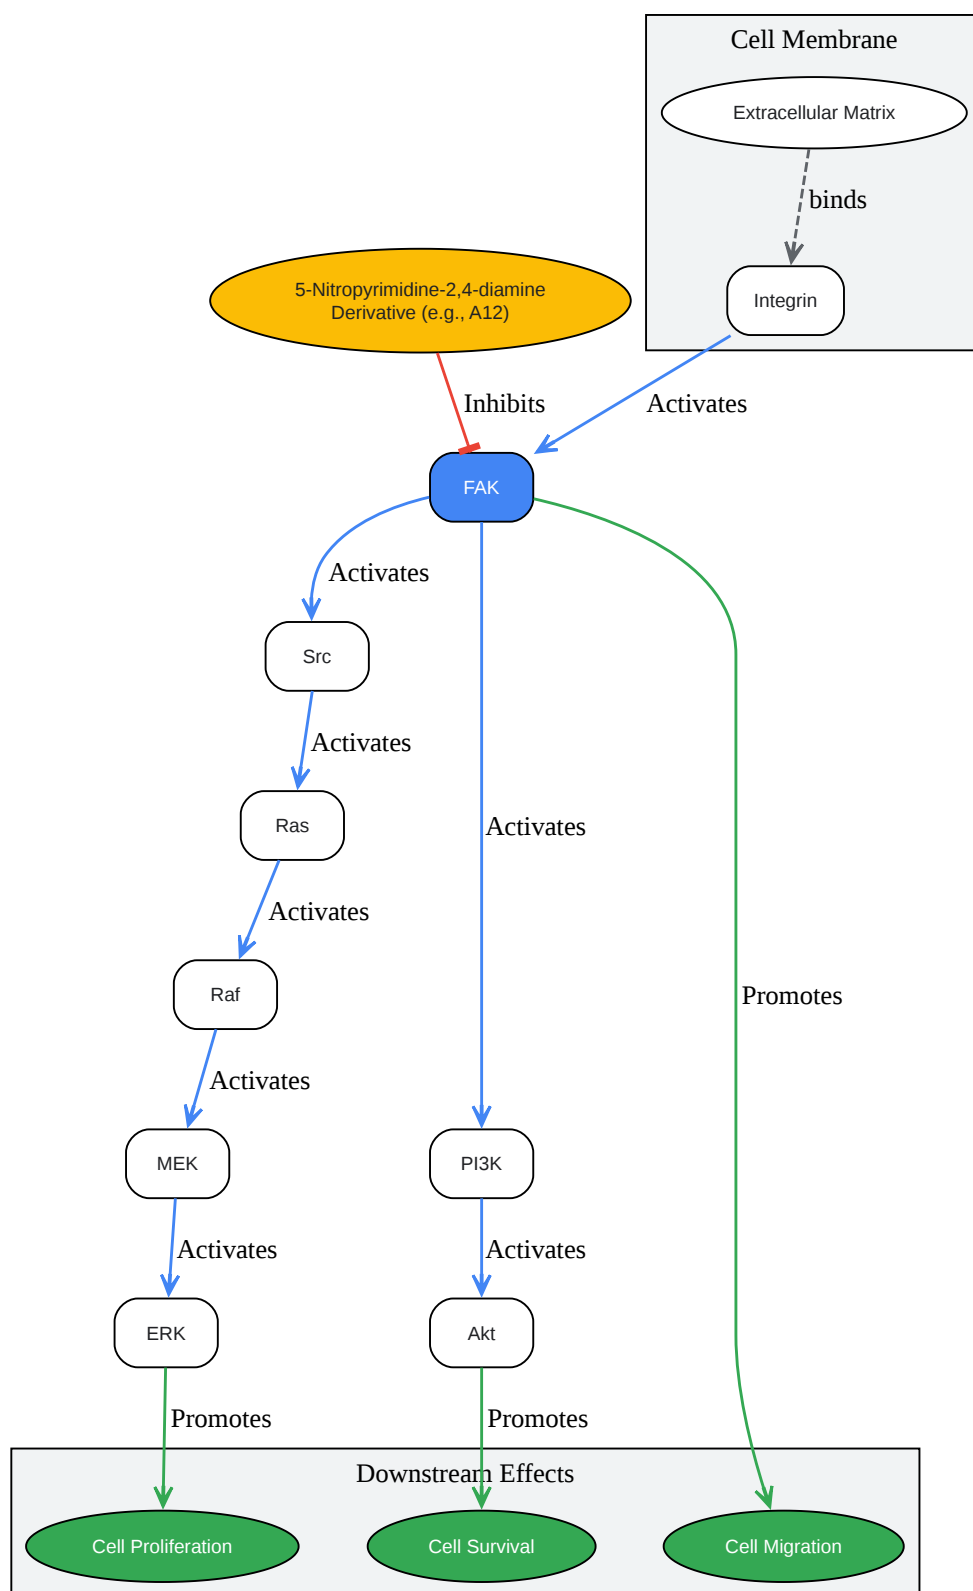 Cell Membrane
Extracellular Matrix
binds
5-Nitropyrimidine-2,4-diamine
Derivative (e.g., A12)
Integrin
Inhibits
Activates
FAK
Activates
Src
Activates
Ras
Activates
Activates
Raf
Promotes
Activates
MEK
PI3K
Activates
Activates
ERK
Akt
Promotes
Promotes
Downstream Effects
Cell Proliferation
Cell Survival
Cell Migration